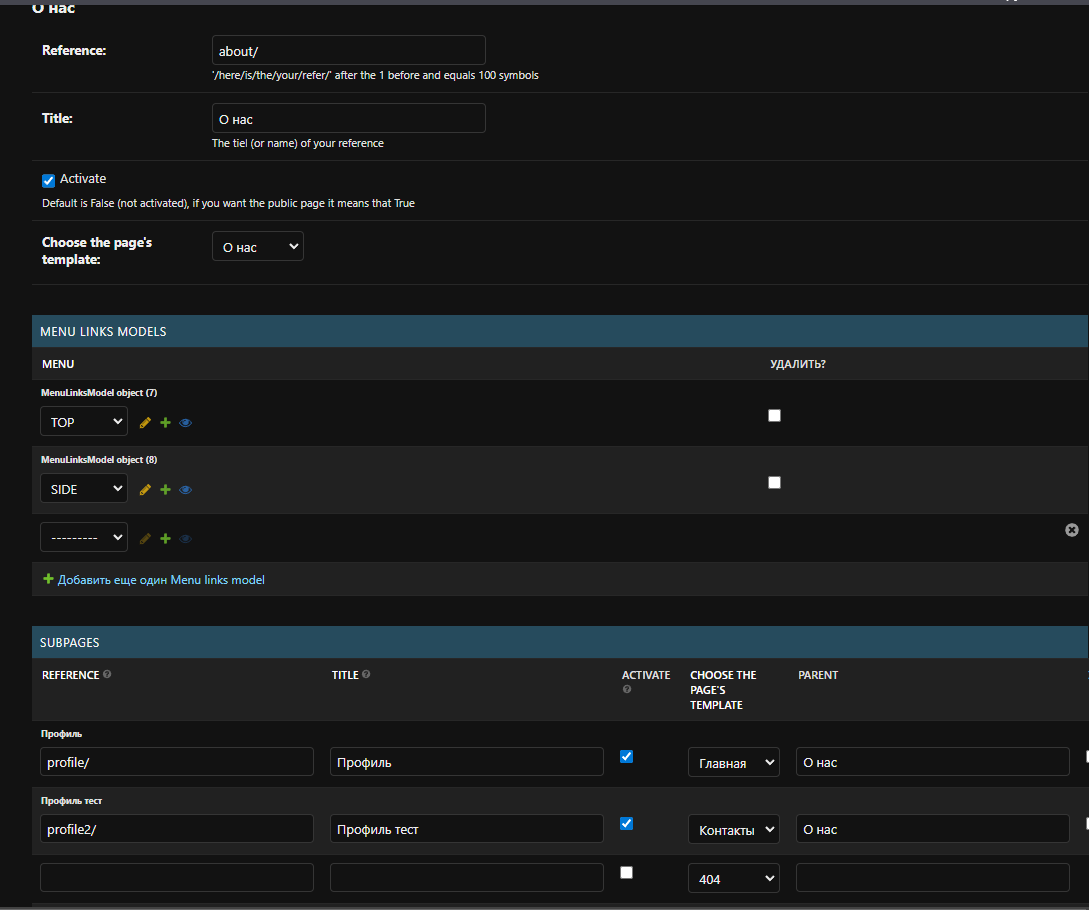 О нас
Reference:
about/
'/here/is/the/your/refer/' after the 1 before and equals 100 symbols
Title:
О нас
The tiel (or name) of your reference
Activate
Default is False (not activated), if you want the public page it means that True
Choose the page's
template:
О нас
MENU LINKS MODELS
MENU
УДАЛИТЬ?
MenuLinksModel object (7)
TOP
MenuLinksModel object (8)
SIDE
---------
Добавить еще один Menu links model
SUBPAGES
REFERENCE
TITLE
ACTIVATE
CHOOSE THE
PAGE'S
TEMPLATE
PARENT
Профиль
profile/
Профиль
Главная
О нас
Профиль тест
profile2/
Профиль тест
Контакты
О нас
404